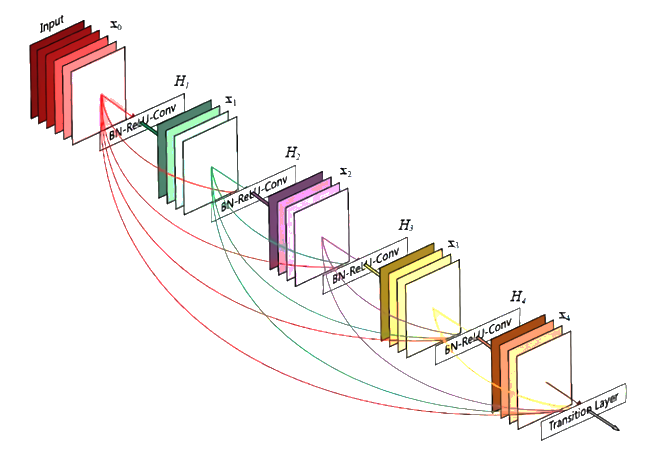 Input
x₀
H₁
BN-ReLU-Conv
x₁
H₂
BN-ReLU-Conv
x₂
H₃
BN-ReLU-Conv
x₃
H₄
BN-ReLU-Conv
x₄
Transition Layer